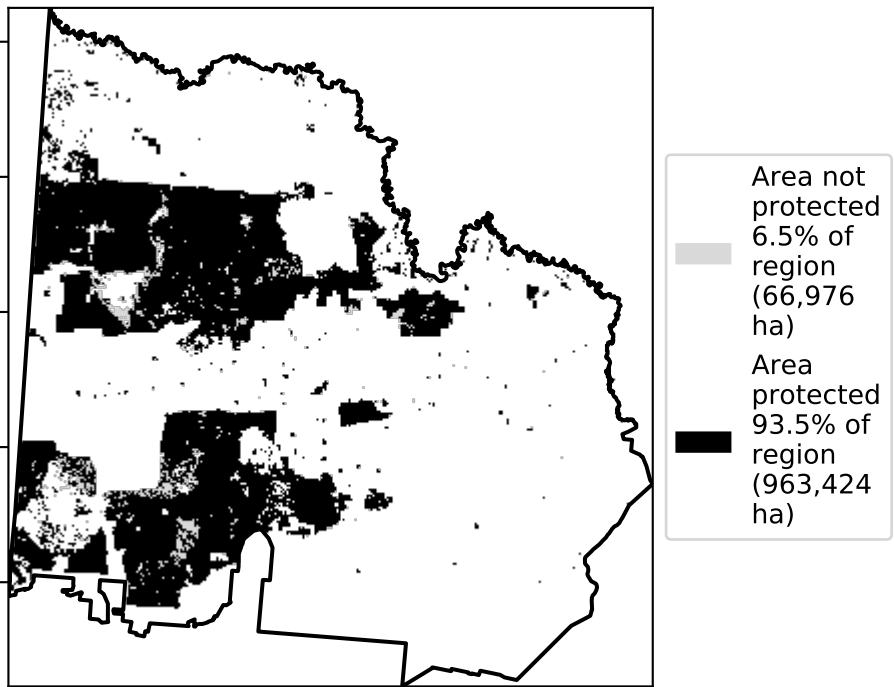 Area not
protected
6.5% of
region
(66,976
ha)
Area
protected
93.5% of
region
(963,424
ha)